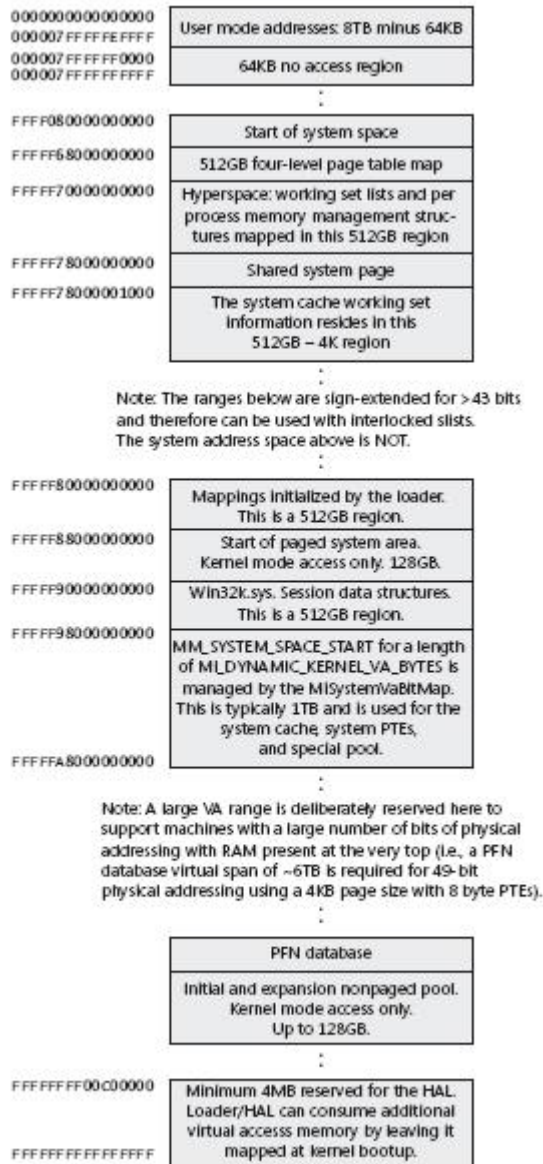 0000000000000000
000007FFFFFEFFFF
User mode addresses: 8TB minus 64KB
000007FFFFFF0000
000007FFFFFFFFFF
64KB no access region
FFFF080000000000
Start of system space
FFFFF68000000000
512GB four-level page table map
FFFFF70000000000
Hyperspace: working set lists and per
process memory management struc-
tures mapped in this 512GB region
FFFFF78000000000
Shared system page
FFFFF78000001000
The system cache working set
information resides in this
512GB – 4K region
Note: The ranges below are sign-extended for >43 bits
and therefore can be used with interlocked slists.
The system address space above is NOT.
FFFFF80000000000
Mappings initialized by the loader.
This is a 512GB region.
FFFFF88000000000
Start of paged system area.
Kernel mode access only. 128GB.
FFFFF90000000000
Win32k.sys. Session data structures.
This is a 512GB region.
FFFFF98000000000
MM_SYSTEM_SPACE_START for a length
of MI_DYNAMIC_KERNEL_VA_BYTES is
managed by the MiSystemVaBitMap.
This is typically 1TB and is used for the
system cache, system PTEs,
and special pool.
FFFFFA8000000000
Note: A large VA range is deliberately reserved here to
support machines with a large number of bits of physical
addressing with RAM present at the very top (i.e., a PFN
database virtual span of ~6TB is required for 49-bit
physical addressing using a 4KB page size with 8 byte PTEs).
PFN database
Initial and expansion nonpaged pool.
Kernel mode access only.
Up to 128GB.
FFFFFFFF00C00000
Minimum 4MB reserved for the HAL.
Loader/HAL can consume additional
virtual accesss memory by leaving it
mapped at kernel bootup.
FFFFFFFFFFFFFFFF